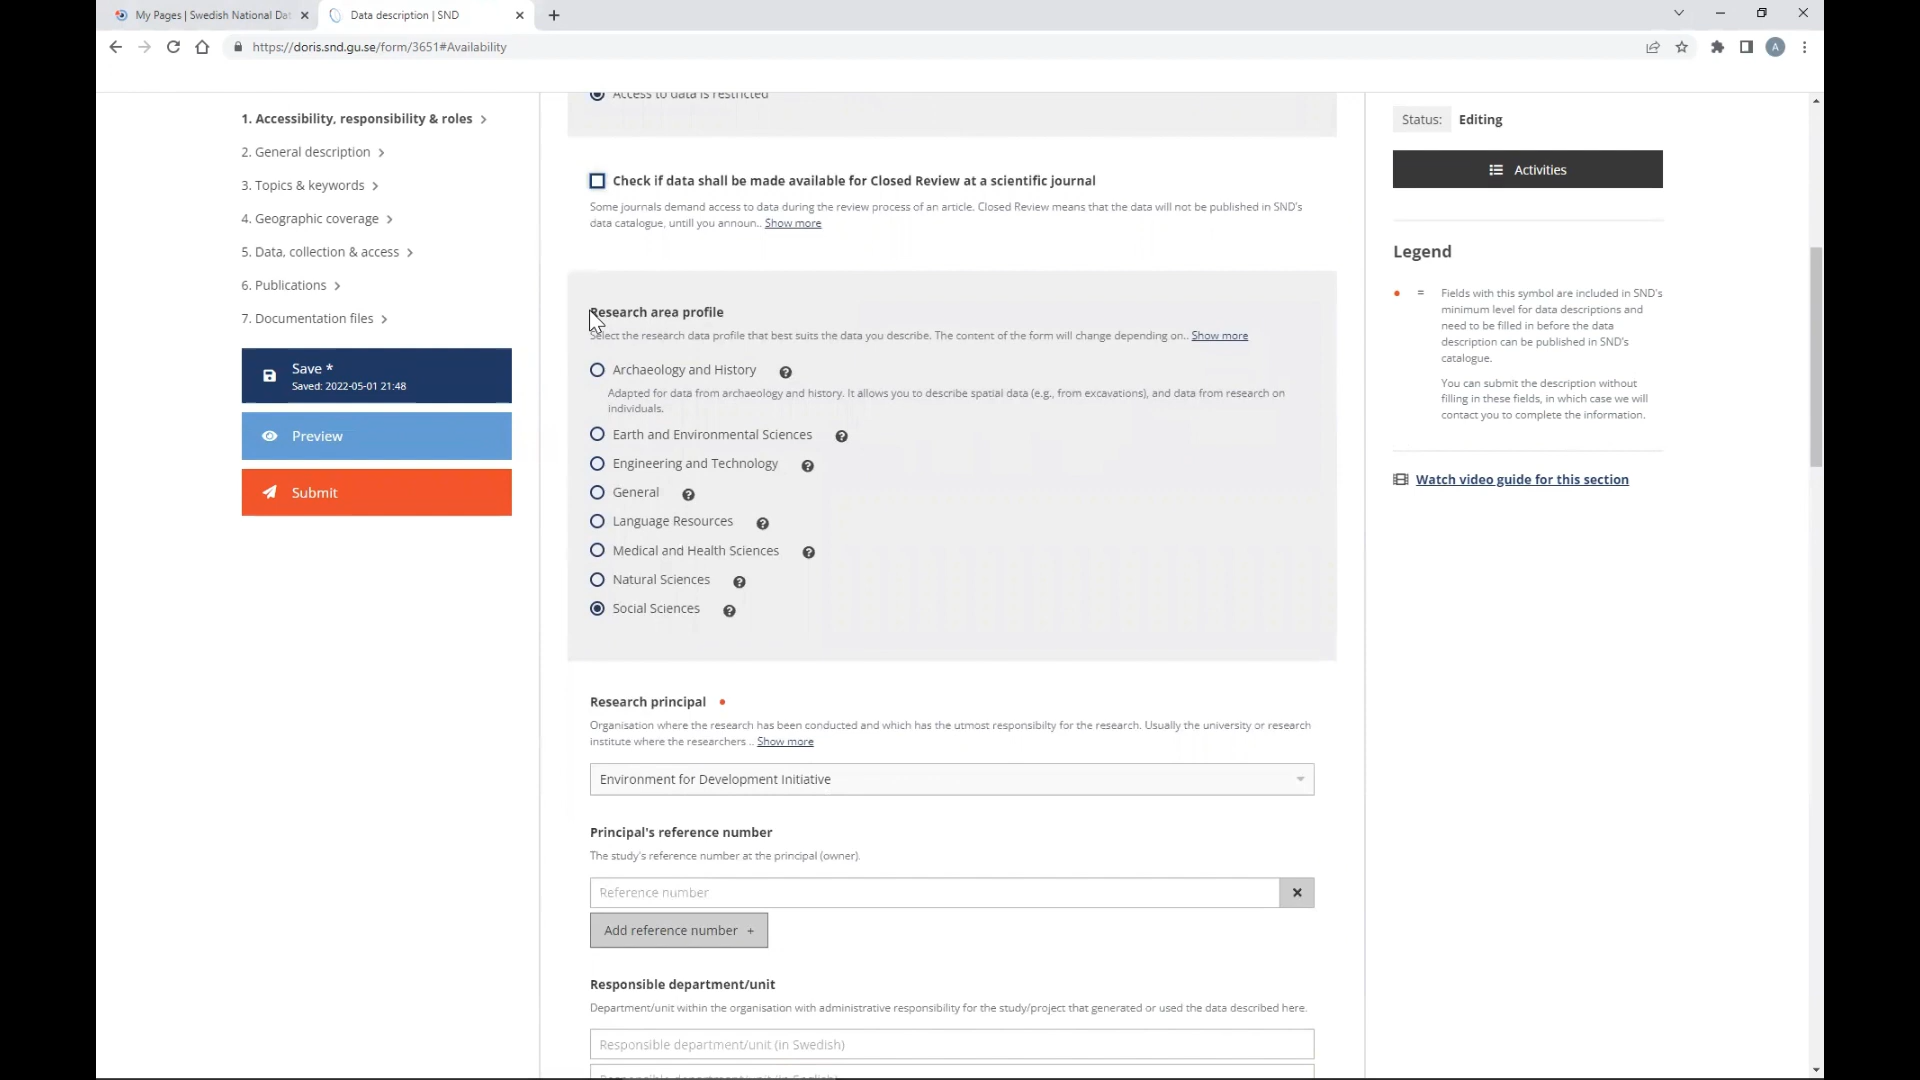 My Pages | Swedish National Dat
Data description | SND
https://doris.snd.gu.se/form/3651#Availability
A
1. Accessibility, responsibility & roles
2. General description
3. Topics & keywords
4. Geographic coverage
5. Data, collection & access
6. Publications
7. Documentation files
Save *
Saved: 2022-05-01 21:48
Preview
Submit
Access to data is restricted
Check if data shall be made available for Closed Review at a scientific journal
Some journals demand access to data during the review process of an article. Closed Review means that the data will not be published in SND's
data catalogue, untill you announ.. Show more
Research area profile
Select the research data profile that best suits the data you describe. The content of the form will change depending on.. Show more
Archaeology and History
Adapted for data from archaeology and history. It allows you to describe spatial data (e.g., from excavations), and data from research on
individuals.
Earth and Environmental Sciences
Engineering and Technology
General
Language Resources
Medical and Health Sciences
Natural Sciences
Social Sciences
Research principal
Organisation where the research has been conducted and which has the utmost responsibilty for the research. Usually the university or research
institute where the researchers .. Show more
Environment for Development Initiative
Principal's reference number
The study's reference number at the principal (owner).
Reference number
Add reference number +
Responsible department/unit
Department/unit within the organisation with administrative responsibility for the study/project that generated or used the data described here.
Responsible department/unit (in Swedish)
Responsible department/unit (in English)
Status: Editing
Activities
Legend
= Fields with this symbol are included in SND's
minimum level for data descriptions and
need to be filled in before the data
description can be published in SND's
catalogue.
You can submit the description without
filling in these fields, in which case we will
contact you to complete the information.
Watch video guide for this section